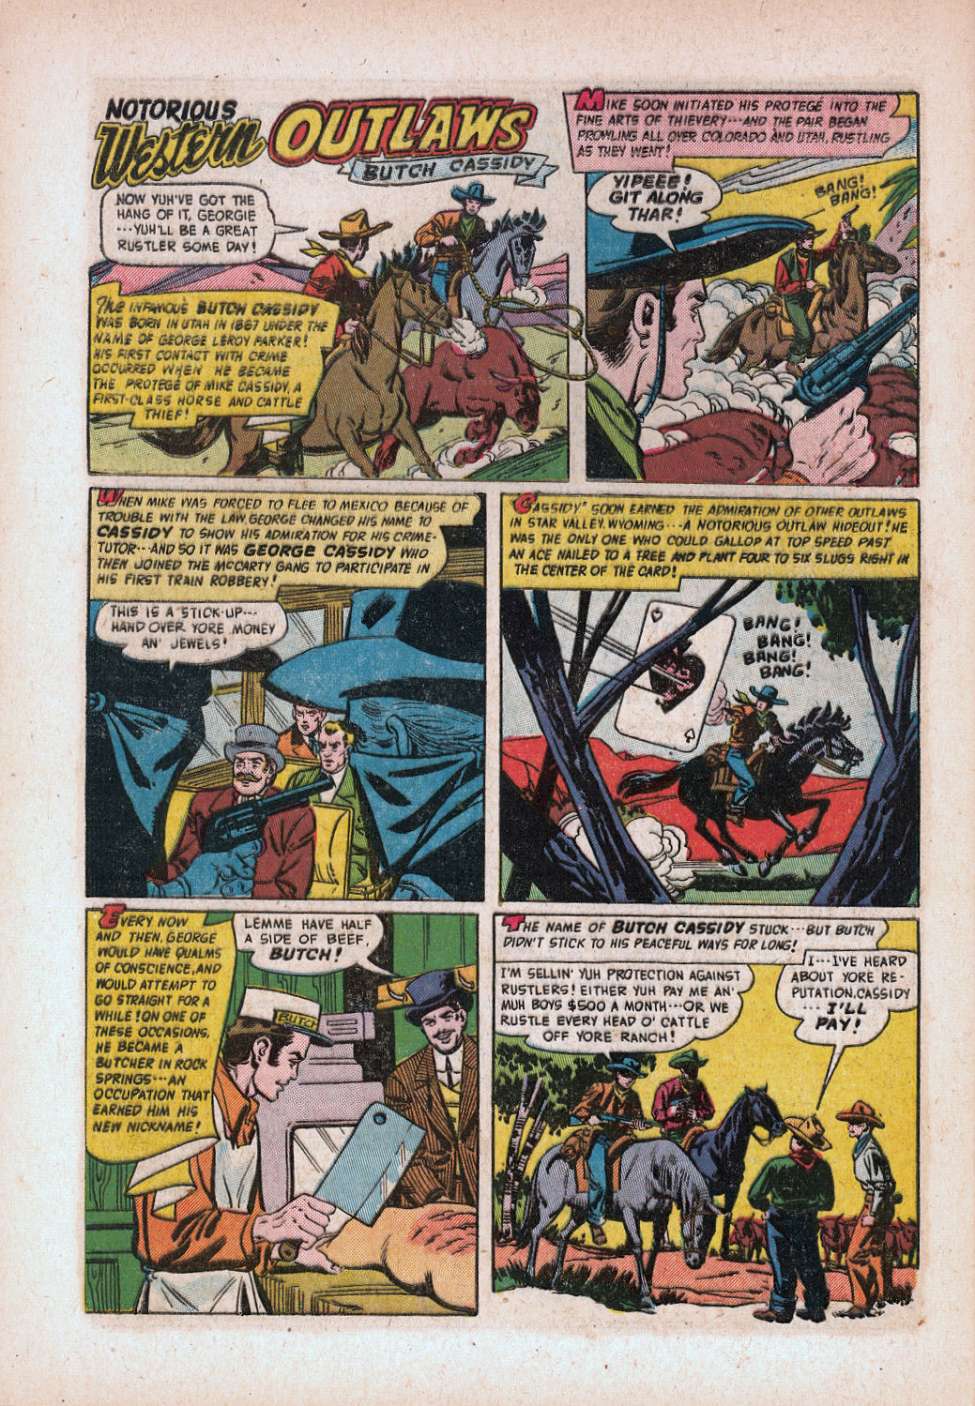 NOTORIOUS
Western
OUTLAWS
BUTCH CASSIDY
NOW YUH'VE GOT THE
HANG OF IT, GEORGIE
---YUH'LL BE A GREAT
RUSTLER SOME DAY!
THE INFAMOUS BUTCH CASSIDY
WAS BORN IN UTAH IN 1867 UNDER THE
NAME OF GEORGE LEROY PARKER!
HIS FIRST CONTACT WITH CRIME
OCCURRED WHEN HE BECAME
THE PROTEGÉ OF MIKE CASSIDY, A
FIRST-CLASS HORSE AND CATTLE
THIEF!
MIKE SOON INITIATED HIS PROTEGÉ INTO THE
FINE ARTS OF THIEVERY---AND THE PAIR BEGAN
PROWLING ALL OVER COLORADO AND UTAH, RUSTLING
AS THEY WENT!
YIPEEE!
GIT ALONG
THAR!
BANG!
BANG!
WHEN MIKE WAS FORCED TO FLEE TO MEXICO BECAUSE OF
TROUBLE WITH THE LAW, GEORGE CHANGED HIS NAME TO
CASSIDY TO SHOW HIS ADMIRATION FOR HIS CRIME-
TUTOR---AND SO IT WAS GEORGE CASSIDY WHO
THEN JOINED THE McCARTY GANG TO PARTICIPATE IN
HIS FIRST TRAIN ROBBERY!
THIS IS A STICK-UP---
HAND OVER YORE MONEY
AN' JEWELS!
CASSIDY" SOON EARNED THE ADMIRATION OF OTHER OUTLAWS
IN STAR VALLEY, WYOMING---A NOTORIOUS OUTLAW HIDEOUT! HE
WAS THE ONLY ONE WHO COULD GALLOP AT TOP SPEED PAST
AN ACE NAILED TO A TREE AND PLANT FOUR TO SIX SLUGS RIGHT IN
THE CENTER OF THE CARD!
BANG!
BANG!
BANG!
BANG!
EVERY NOW
AND THEN, GEORGE
WOULD HAVE QUALMS
OF CONSCIENCE, AND
WOULD ATTEMPT TO
GO STRAIGHT FOR A
WHILE! ON ONE OF
THESE OCCASIONS,
HE BECAME A
BUTCHER IN ROCK
SPRINGS---AN
OCCUPATION THAT
EARNED HIM HIS
NEW NICKNAME!
LEMME HAVE HALF
A SIDE OF BEEF,
BUTCH!
BUTCH
THE NAME OF BUTCH CASSIDY STUCK---BUT BUTCH
DIDN'T STICK TO HIS PEACEFUL WAYS FOR LONG!
I'M SELLIN' YUH PROTECTION AGAINST
RUSTLERS! EITHER YUH PAY ME AN'
MUH BOYS $500 A MONTH---OR WE
RUSTLE EVERY HEAD O' CATTLE
OFF YORE RANCH!
I---I'VE HEARD
ABOUT YORE RE-
PUTATION, CASSIDY
---I'LL
PAY!